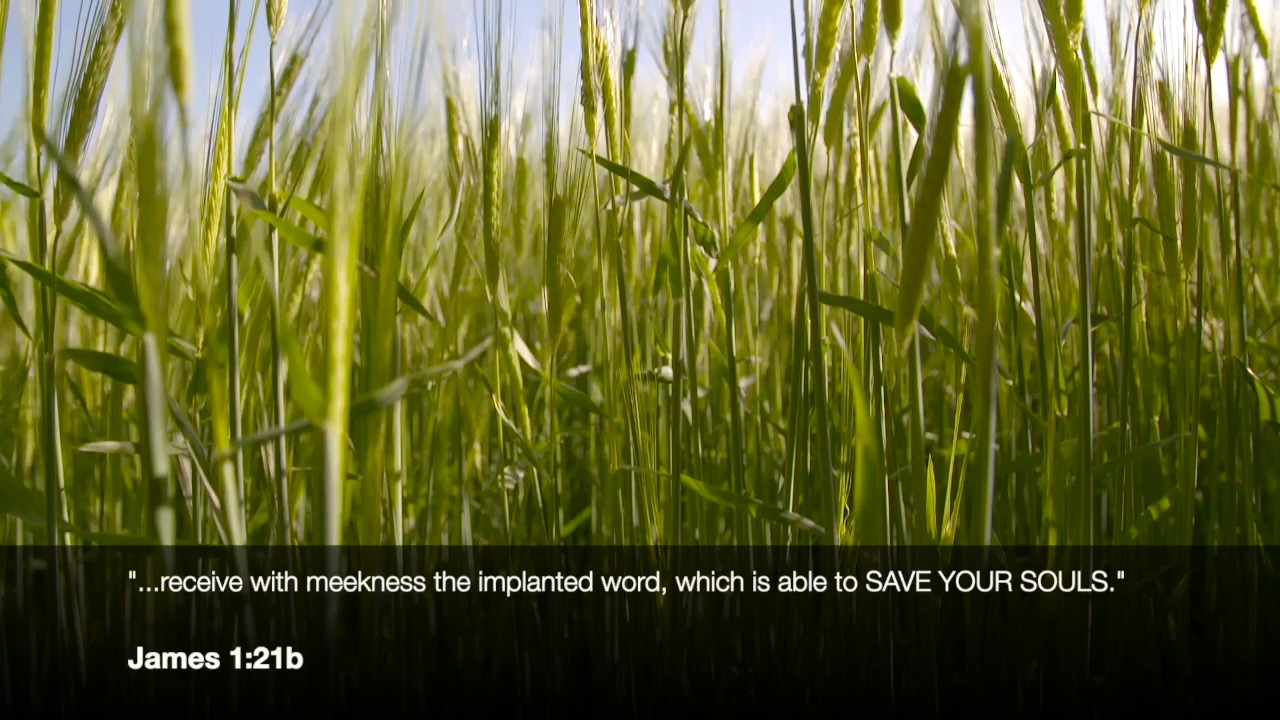 "...receive with meekness the implanted word, which is able to SAVE YOUR SOULS."
James 1:21b